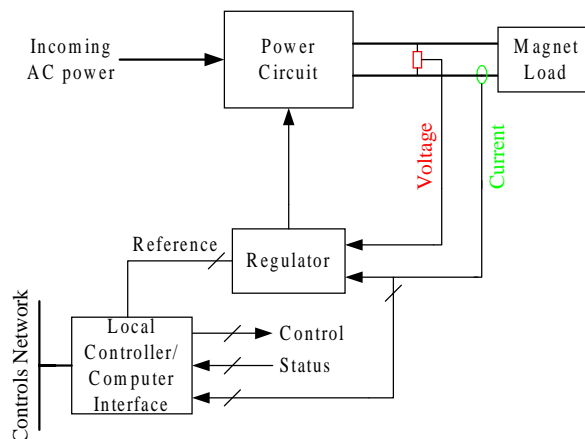 Incoming
AC power
Power
Circuit
Magnet
Load
Voltage
Current
Reference
Regulator
Controls Network
Local
Controller/
Computer
Interface
Control
Status